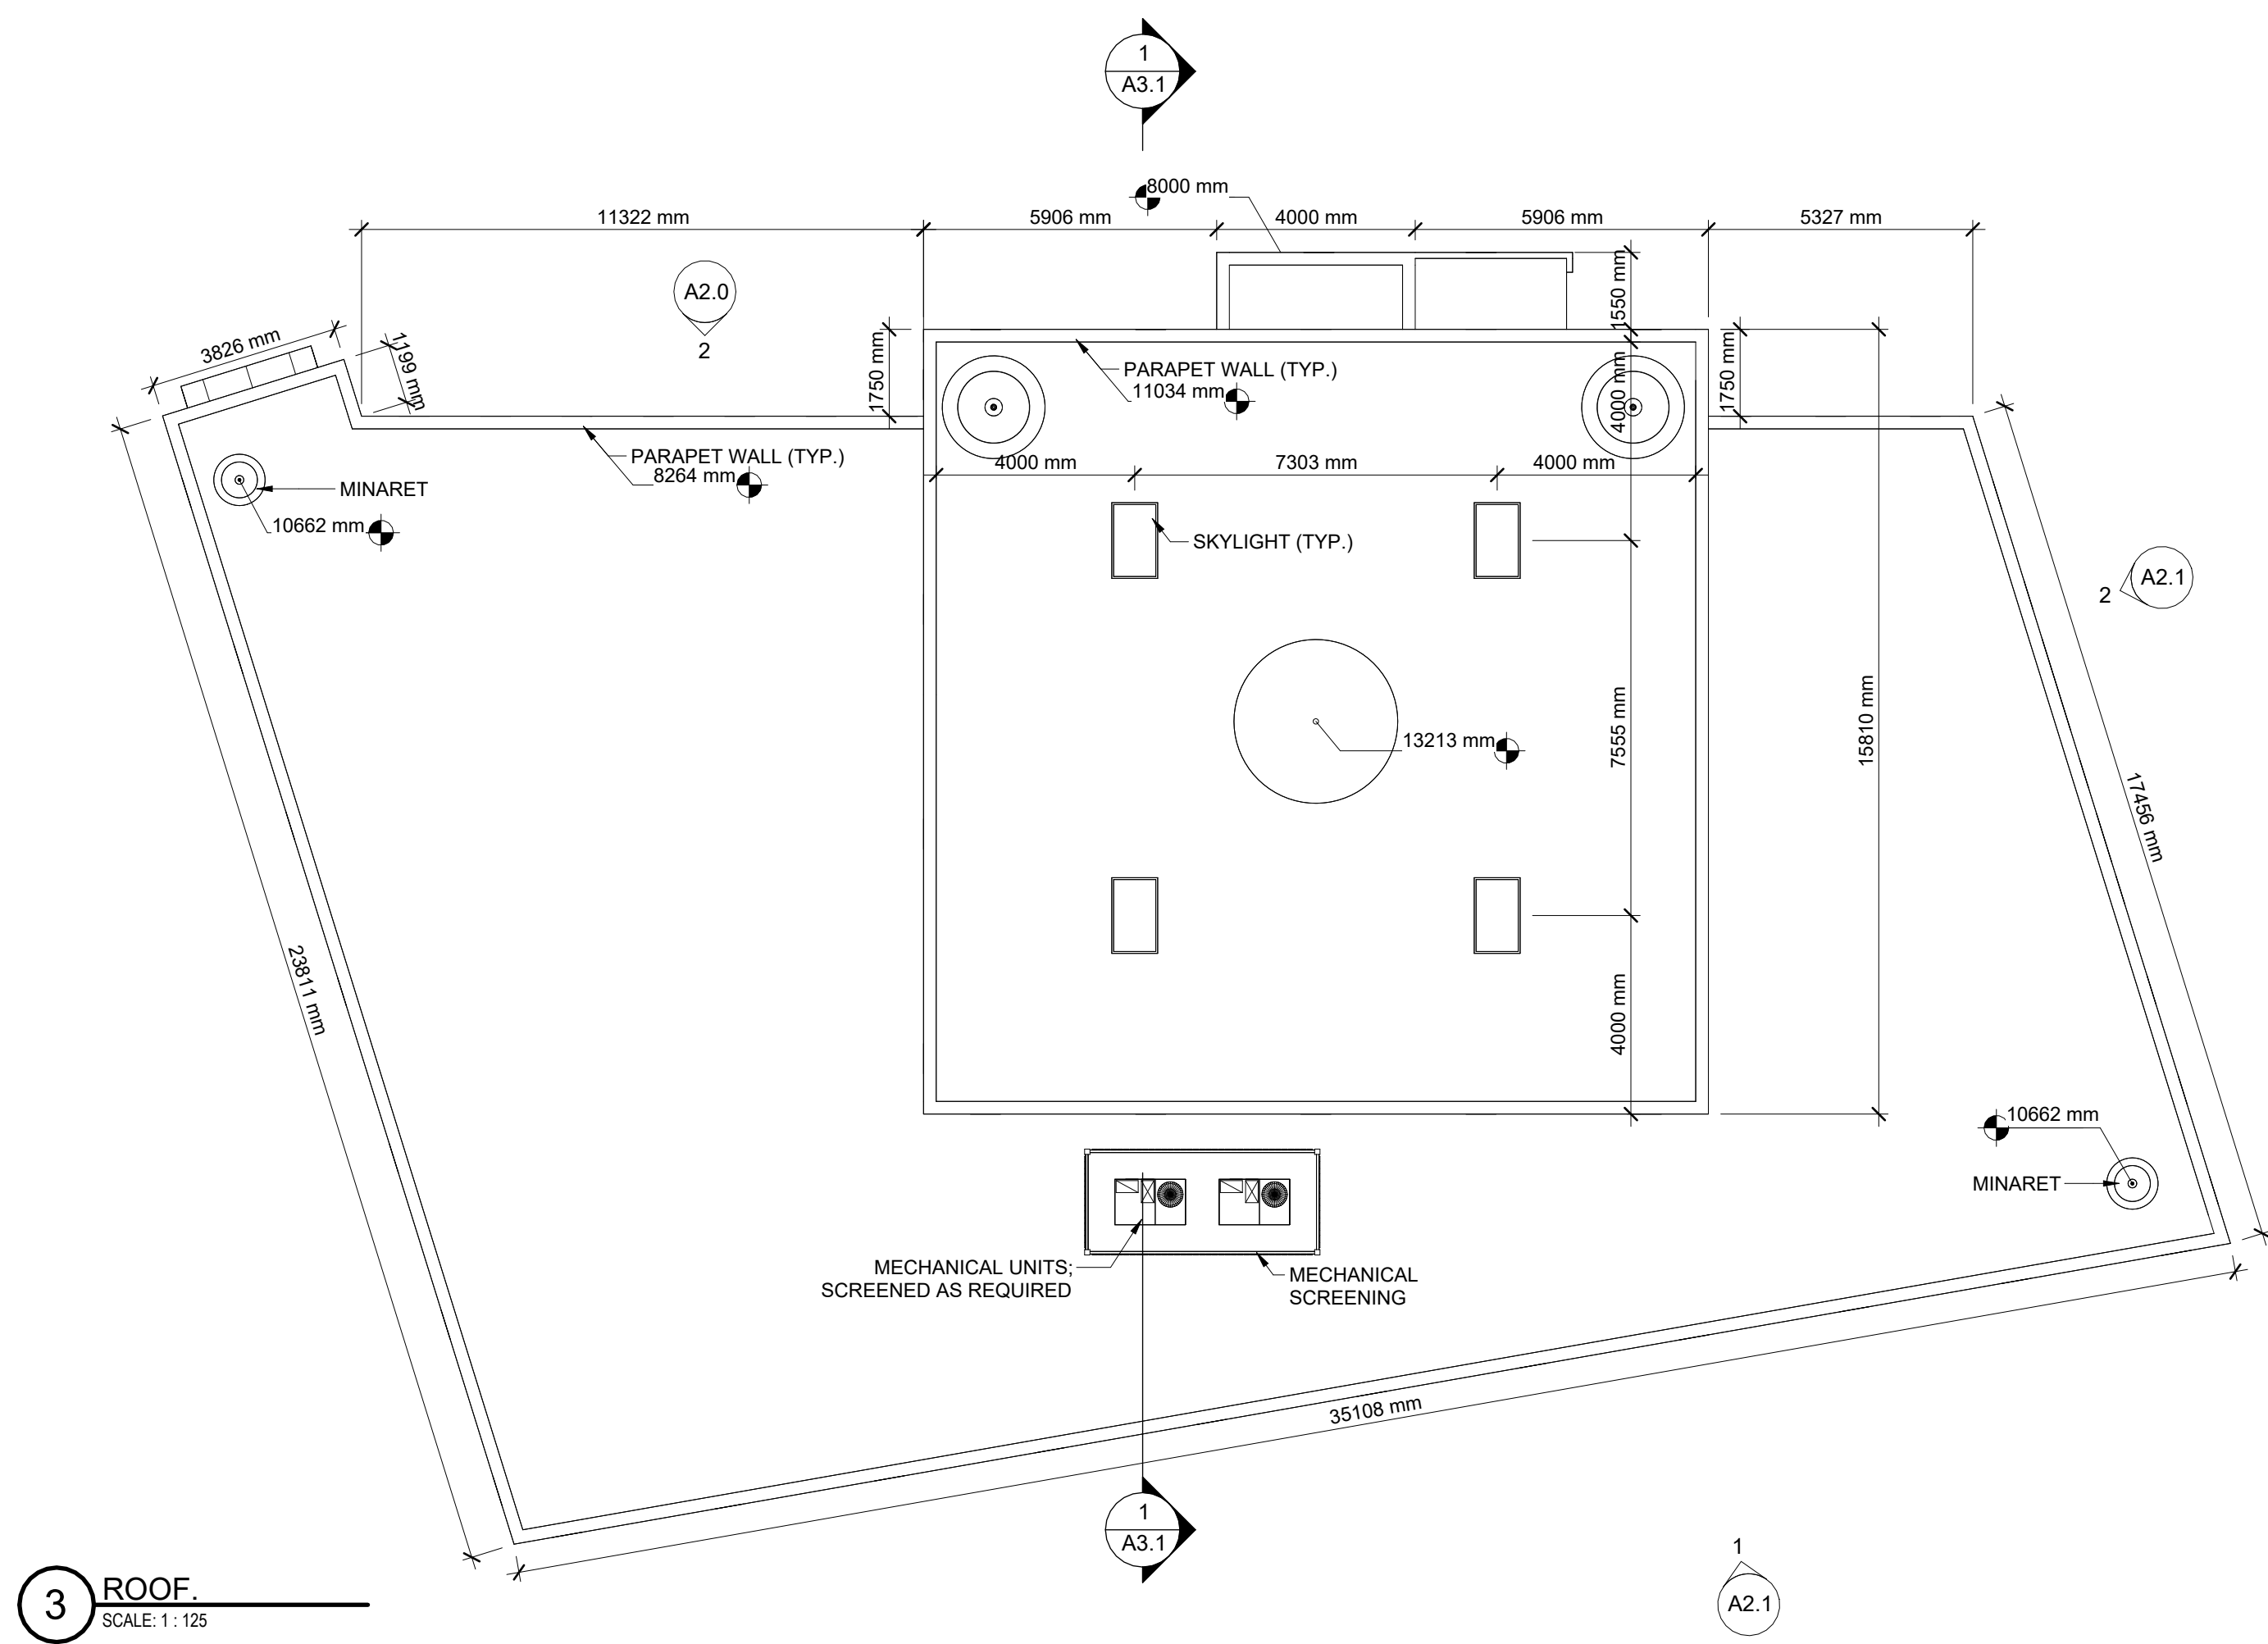 1
A3.1
8000 mm
11322 mm
5906 mm
4000 mm
5906 mm
5327 mm
A2.0
2
3826 mm
1199 mm
1750 mm
1550 mm
1750 mm
PARAPET WALL (TYP.)
11034 mm
4000 mm
PARAPET WALL (TYP.)
8264 mm
4000 mm
7303 mm
4000 mm
MINARET
10662 mm
SKYLIGHT (TYP.)
A2.1
2
13213 mm
7555 mm
15810 mm
17456 mm
23811 mm
4000 mm
10662 mm
MINARET
MECHANICAL UNITS;
SCREENED AS REQUIRED
MECHANICAL
SCREENING
35108 mm
1
A3.1
1
A2.1
3
ROOF.
SCALE: 1 : 125